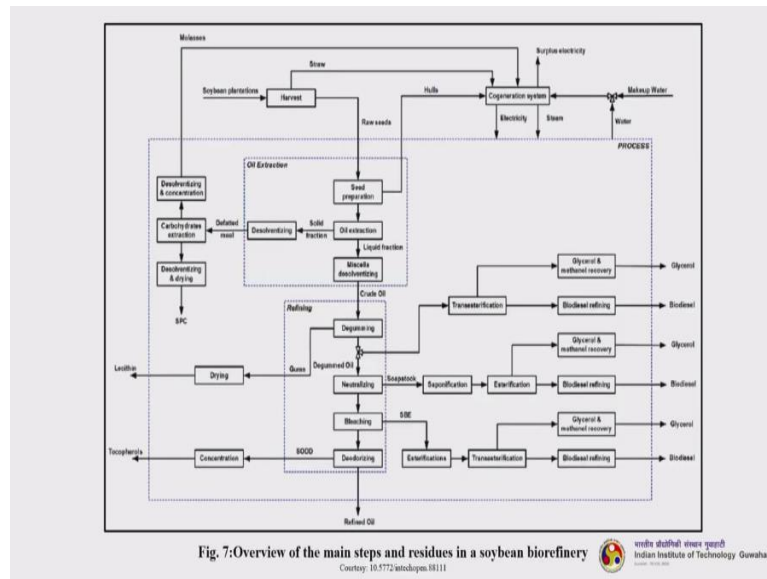 Molasses
Surplus electricity
Straw
Soybean plantations
Harvest
Hulls
Cogeneration system
Makeup Water
Raw seeds
Electricity
Steam
Water
PROCESS
Oil Extraction
Desolventizing
& concentration
Seed
preparation
Carbohydrates
extraction
Defatted
meal
Desolventizing
Solid
fraction
Oil extraction
Liquid fraction
Desolventizing
& drying
Miscella
desolventizing
Glycerol &
methanol recovery
Glycerol
Crude Oil
SPC
Refining
Transesterification
Biodiesel refining
Biodiesel
Degumming
Glycerol &
methanol recovery
Glycerol
Lecithin
Drying
Gums
Degummed Oil
Neutralizing
Soapstock
Saponification
Esterification
Biodiesel refining
Biodiesel
Bleaching
SBE
Glycerol &
methanol recovery
Glycerol
Tocopherols
Concentration
SODD
Deodorizing
Esterifications
Transesterification
Biodiesel refining
Biodiesel
Refined Oil
Fig. 7:Overview of the main steps and residues in a soybean biorefinery
Courtesy: 10.5772/intechopen.88111
भारतीय प्रौद्योगिकी संस्थान गुवाहाटी
Indian Institute of Technology Guwaha